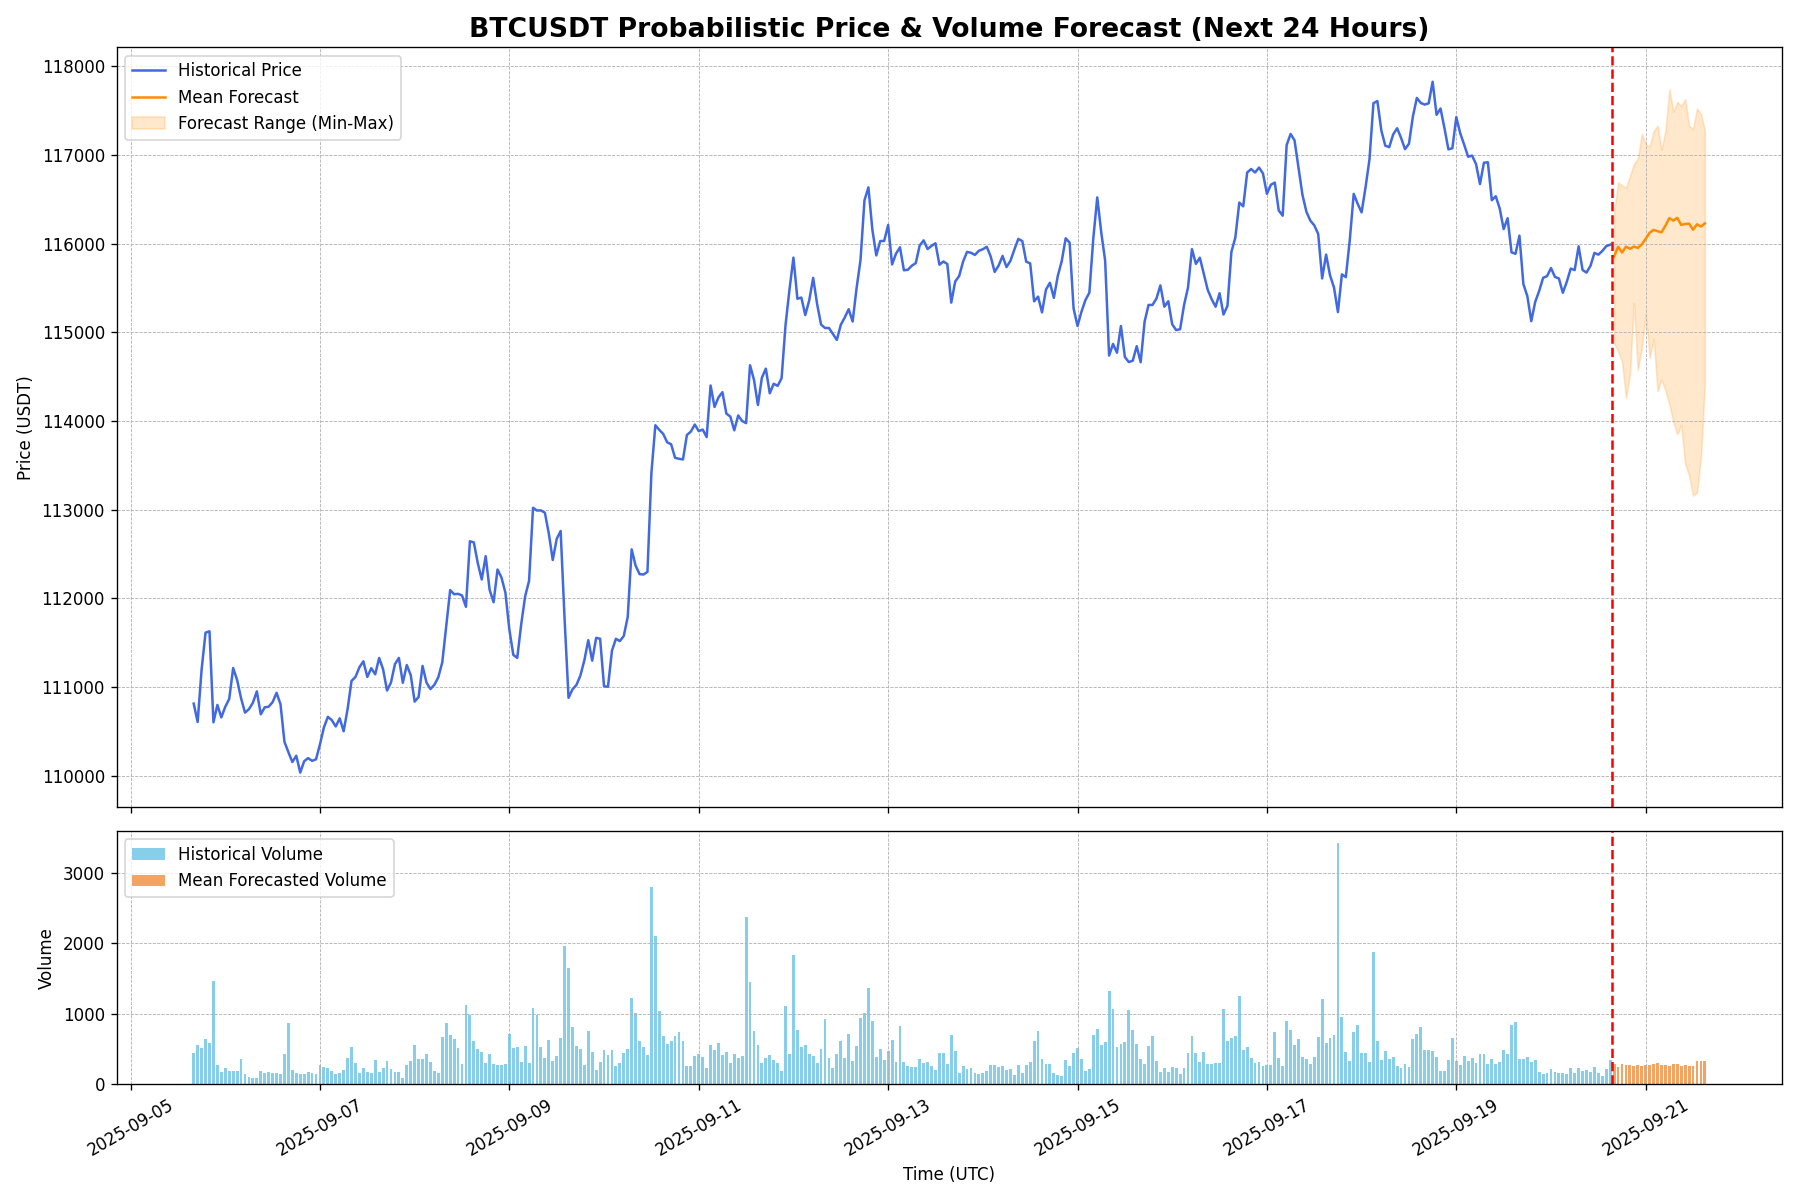 BTCUSDT Probabilistic Price & Volume Forecast (Next 24 Hours)
Historical Price
Mean Forecast
Forecast Range (Min-Max)
118000
117000
116000
115000
114000
113000
112000
111000
110000
Price (USDT)
Historical Volume
Mean Forecasted Volume
3000
2000
1000
0
Volume
2025-09-05
2025-09-07
2025-09-09
2025-09-11
2025-09-13
2025-09-15
2025-09-17
2025-09-19
2025-09-21
Time (UTC)